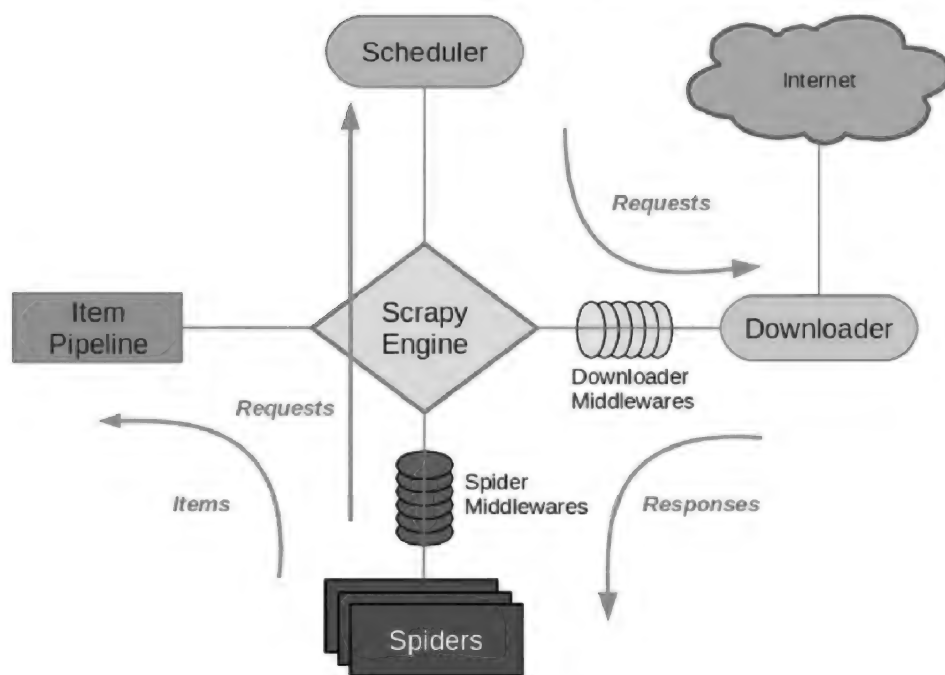 Scheduler
Internet
Requests
Item
Pipeline
Scrapy
Engine
Downloader
Downloader
Middlewares
Requests
Items
Spider
Middlewares
Responses
Spiders